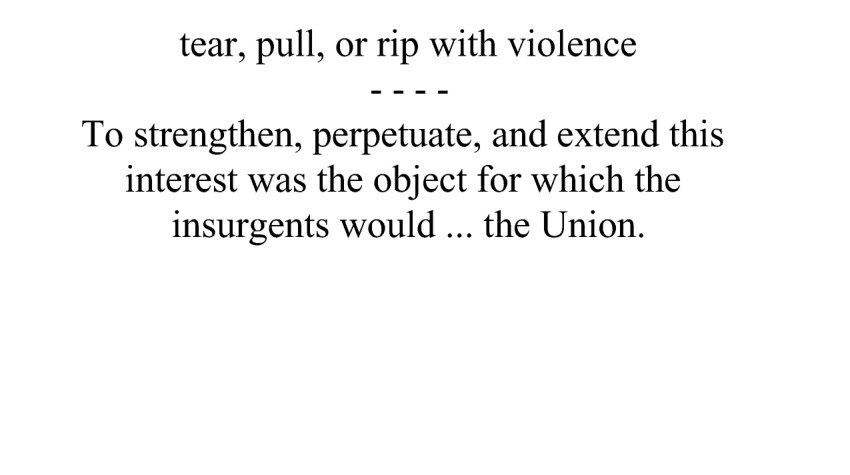 tear, pull, or rip with violence
- - - -
To strengthen, perpetuate, and extend this
interest was the object for which the
insurgents would ... the Union.